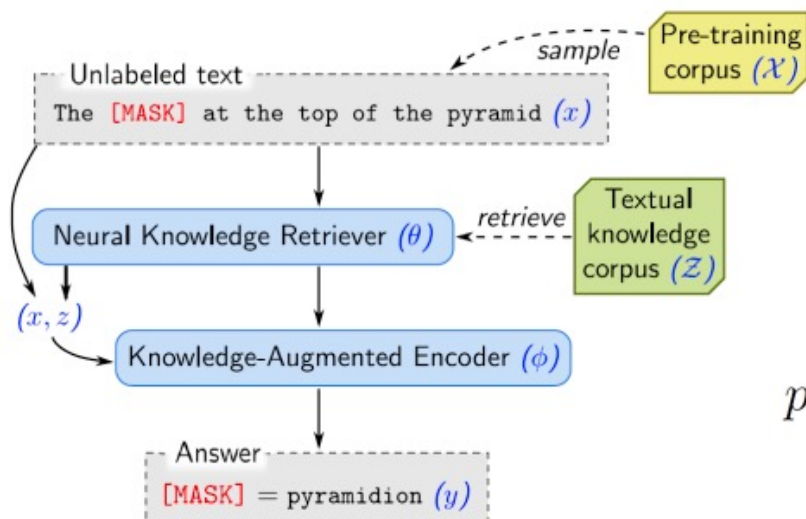 sample
Pre-training
corpus (𝒳)
Unlabeled text
The [MASK] at the top of the pyramid (x)
retrieve
Textual
knowledge
corpus (𝒵)
Neural Knowledge Retriever (θ)
(x, z)
Knowledge-Augmented Encoder (ϕ)
p
Answer
[MASK] = pyramidion (y)